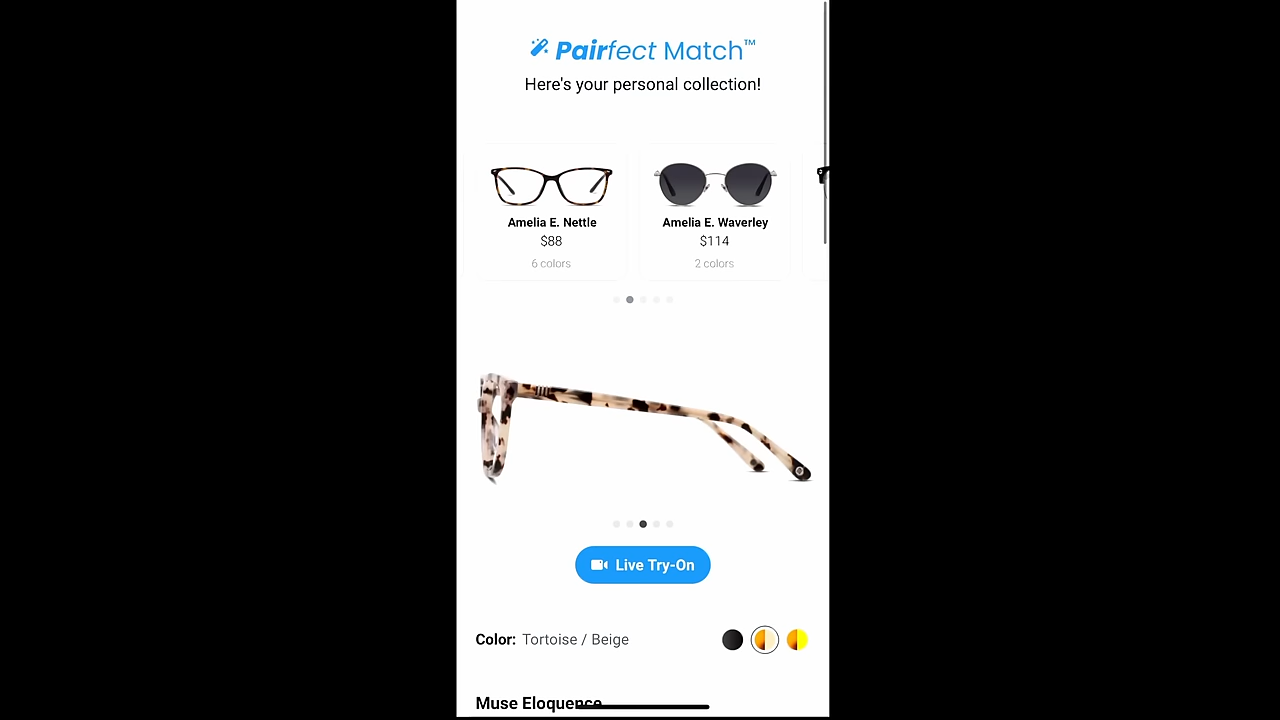 Pairfect Match™
Here's your personal collection!
Amelia E. Nettle
$88
6 colors
Amelia E. Waverley
$114
2 colors
Live Try-On
Color: Tortoise / Beige
Muse Eloquence